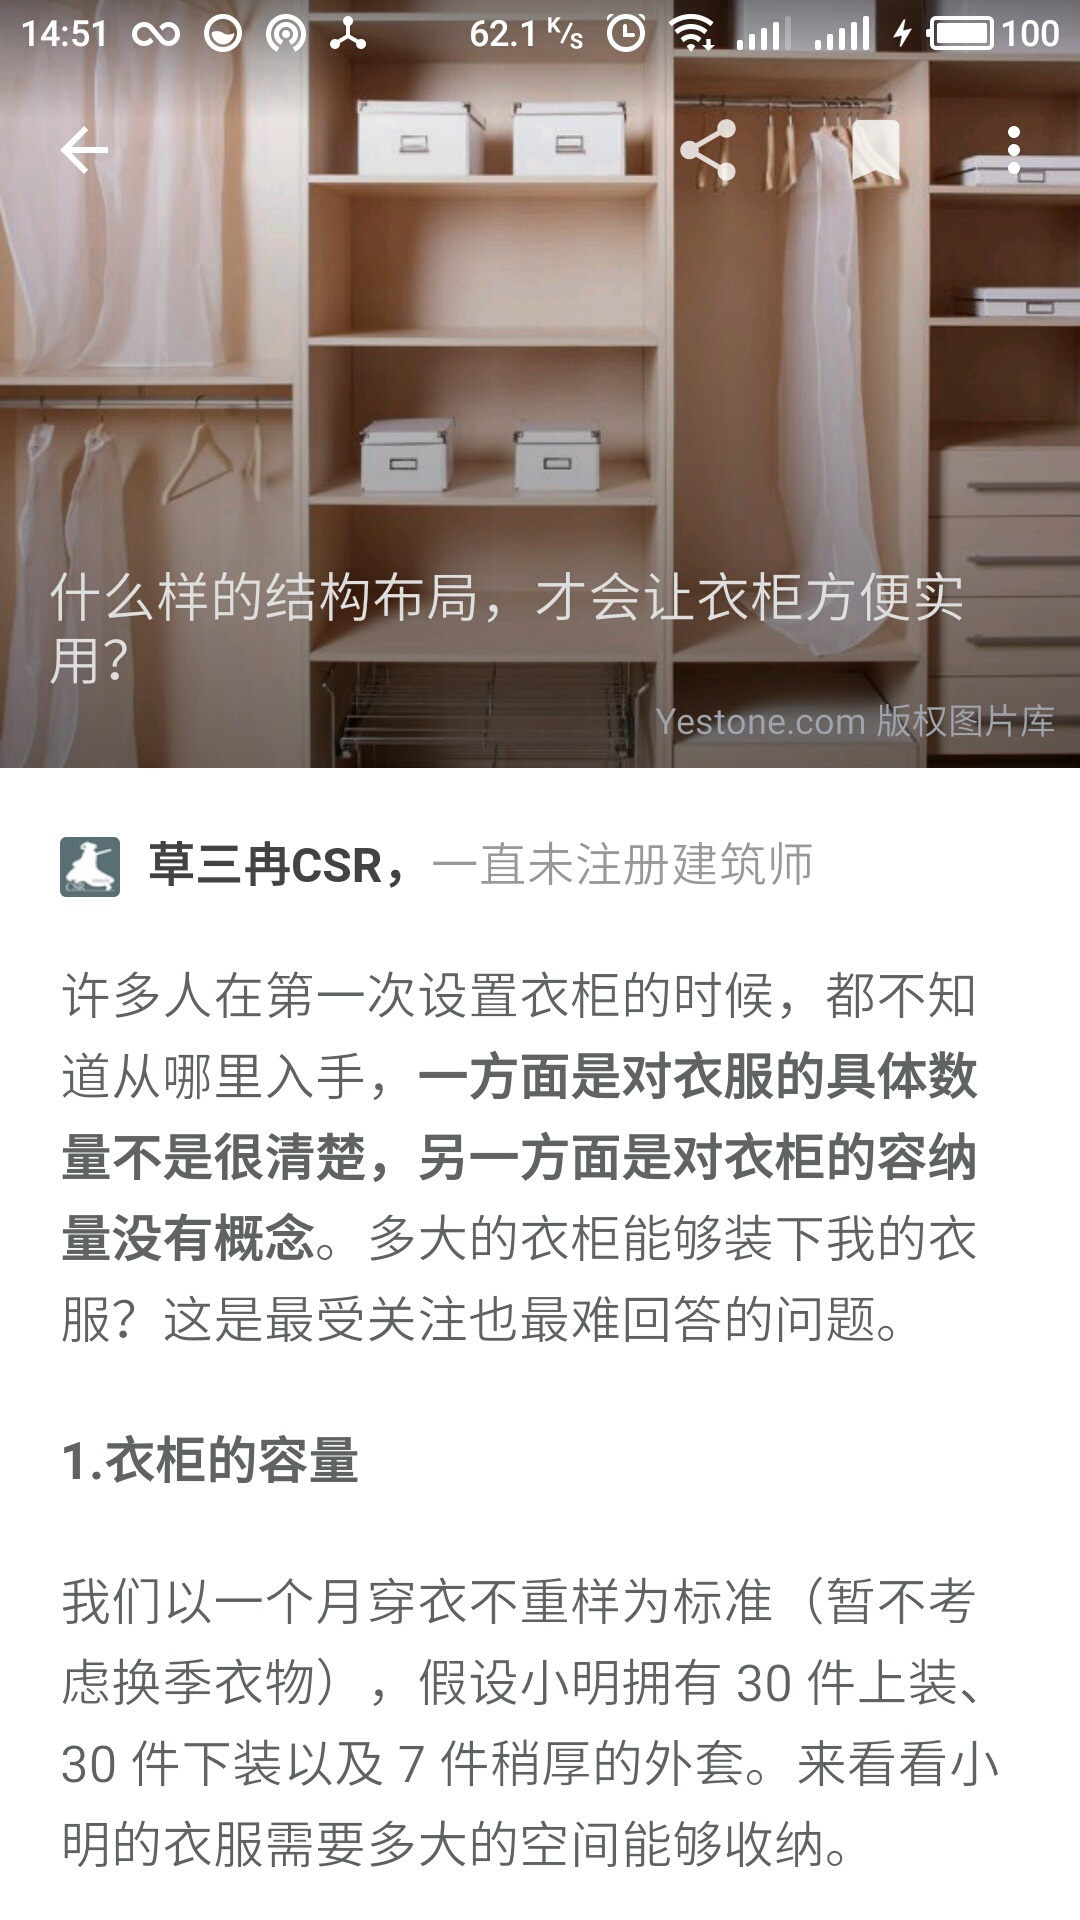 14:51
62.1 K/s
100
什么样的结构布局，才会让衣柜方便实
用？
Yestone.com 版权图片库
CSR
草三冉CSR，一直未注册建筑师
许多人在第一次设置衣柜的时候，都不知
道从哪里入手，一方面是对衣服的具体数
量不是很清楚，另一方面是对衣柜的容纳
量没有概念。多大的衣柜能够装下我的衣
服？这是最受关注也最难回答的问题。
1.衣柜的容量
我们以一个月穿衣不重样为标准（暂不考
虑换季衣物），假设小明拥有 30 件上装、
30 件下装以及 7 件稍厚的外套。来看看小
明的衣服需要多大的空间能够收纳。